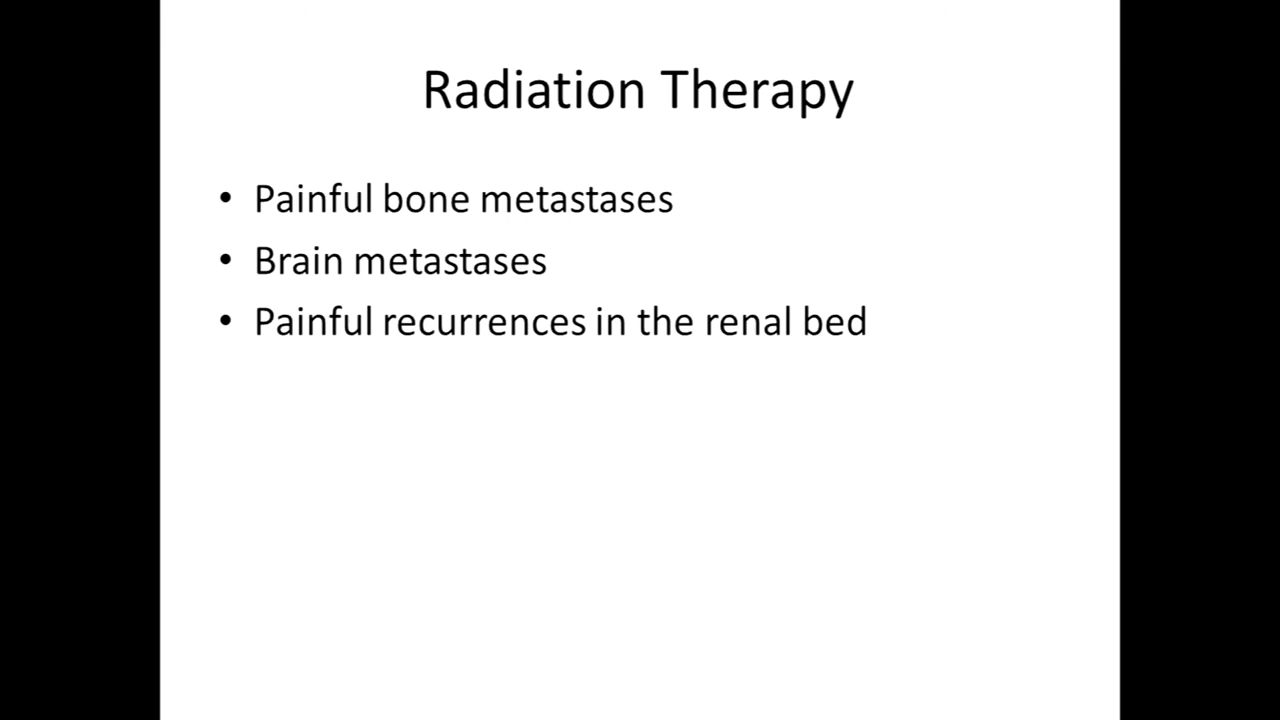 Radiation Therapy
• Painful bone metastases
• Brain metastases
• Painful recurrences in the renal bed